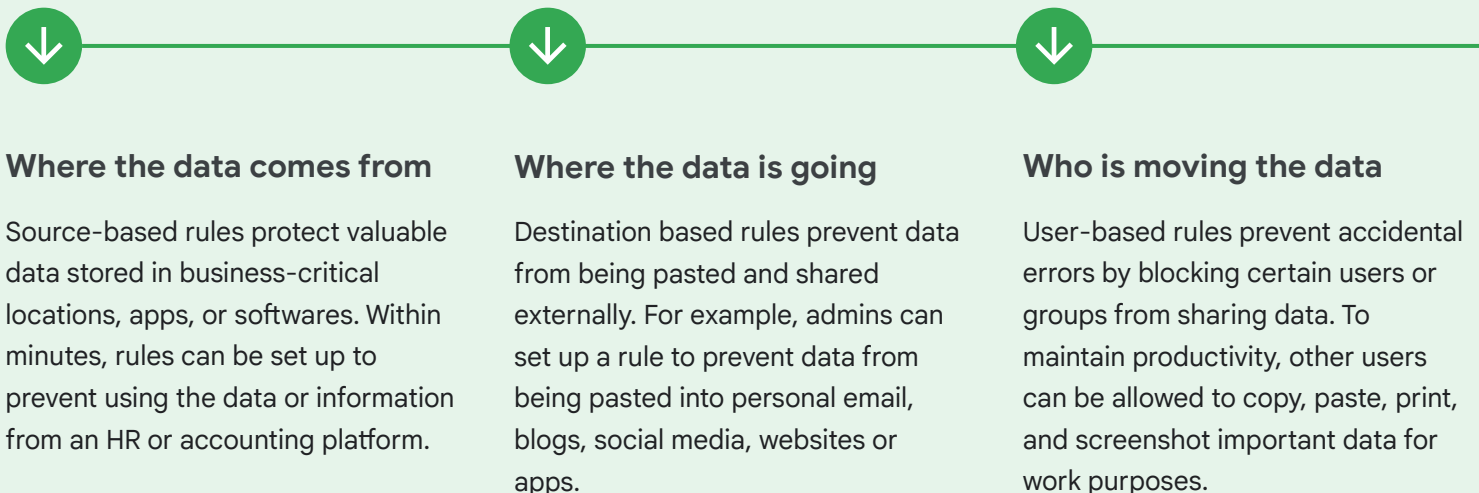 Where the data comes from
Source-based rules protect valuable
data stored in business-critical
locations, apps, or softwares. Within
minutes, rules can be set up to
prevent using the data or information
from an HR or accounting platform.
Where the data is going
Destination based rules prevent data
from being pasted and shared
externally. For example, admins can
set up a rule to prevent data from
being pasted into personal email,
blogs, social media, websites or
apps.
Who is moving the data
User-based rules prevent accidental
errors by blocking certain users or
groups from sharing data. To
maintain productivity, other users
can be allowed to copy, paste, print,
and screenshot important data for
work purposes.